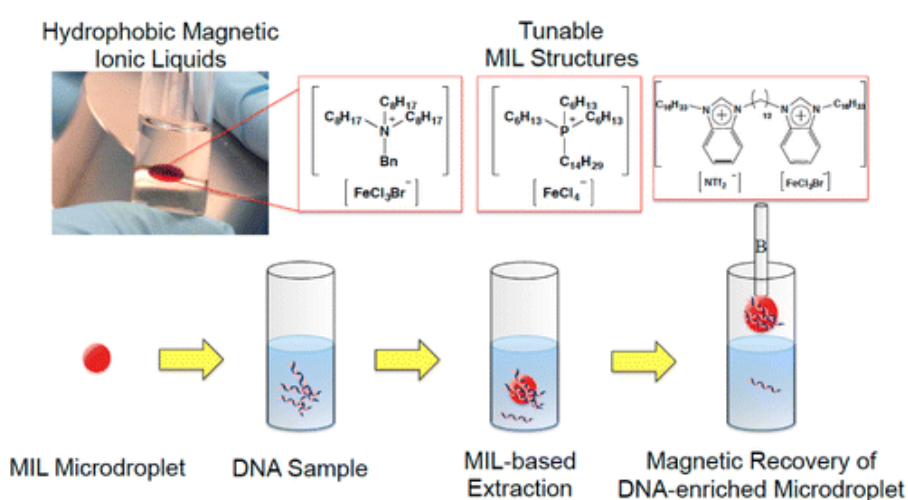 Hydrophobic Magnetic
Ionic Liquids
Tunable
MIL Structures
C₈H₁₇
C₈H₁₇
C₈H₁₇
N
+
Bn
[FeCl₃Br⁻]
C₆H₁₃
C₆H₁₃
C₆H₁₃
P
+
C₁₄H₂₉
[FeCl₄⁻]
C₁₆H₃₃
N
N
12
N
N
C₁₆H₃₃
+
+
[NTf₂⁻]
[FeCl₃Br⁻]
B
MIL Microdroplet
DNA Sample
MIL-based
Extraction
Magnetic Recovery of
DNA-enriched Microdroplet